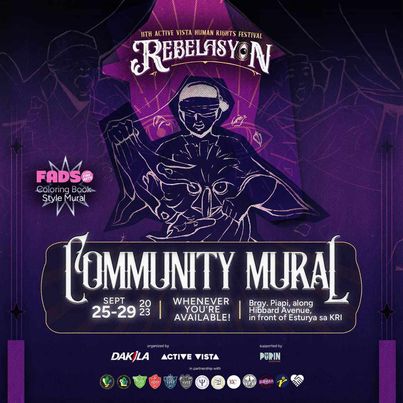 11TH ACTIVE VISTA HUMAN RIGHTS FESTIVAL
REBELASYON
FADS
Coloring Book
Style Mural
COMMUNITY MURAL
SEPT
25-29
2023
WHENEVER
YOU'RE
AVAILABLE!
Brgy. Piapi, along
Hibbard Avenue,
in front of Esturya sa KRI
organized by
DAKILA
ACTIVE VISTA
supported by
PURIN
in partnership with